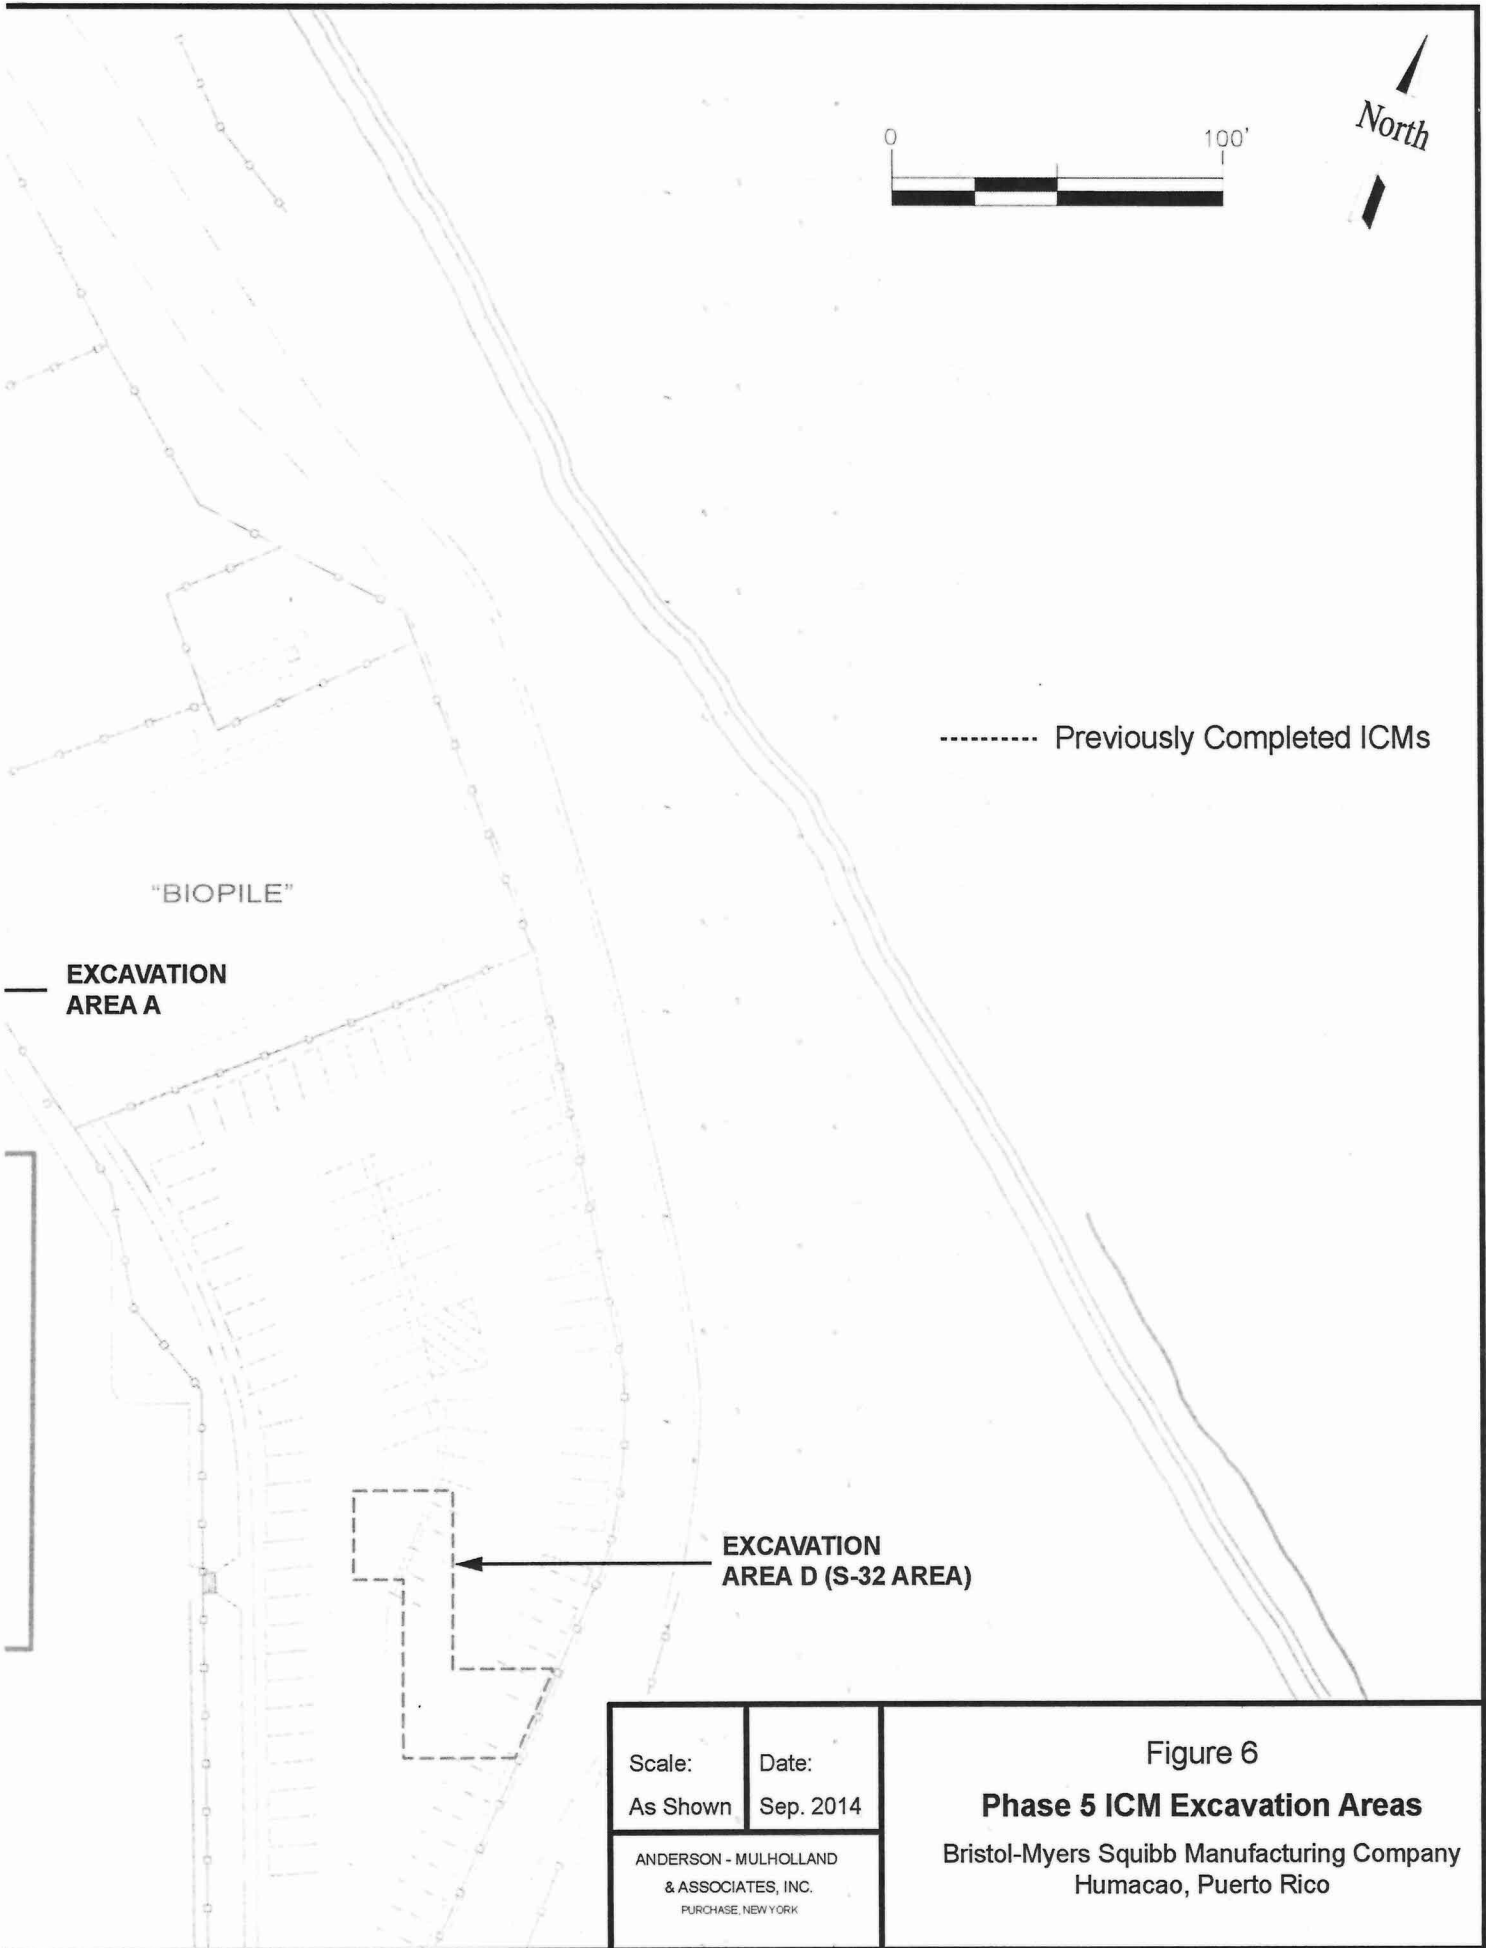 0 100'
North
Previously Completed ICMs
"BIOPILE"
EXCAVATION
AREA A
EXCAVATION
AREA D (S-32 AREA)
Scale:
As Shown
Date:
Sep. 2014
ANDERSON - MULHOLLAND
& ASSOCIATES, INC.
PURCHASE, NEW YORK
Figure 6
Phase 5 ICM Excavation Areas
Bristol-Myers Squibb Manufacturing Company
Humacao, Puerto Rico